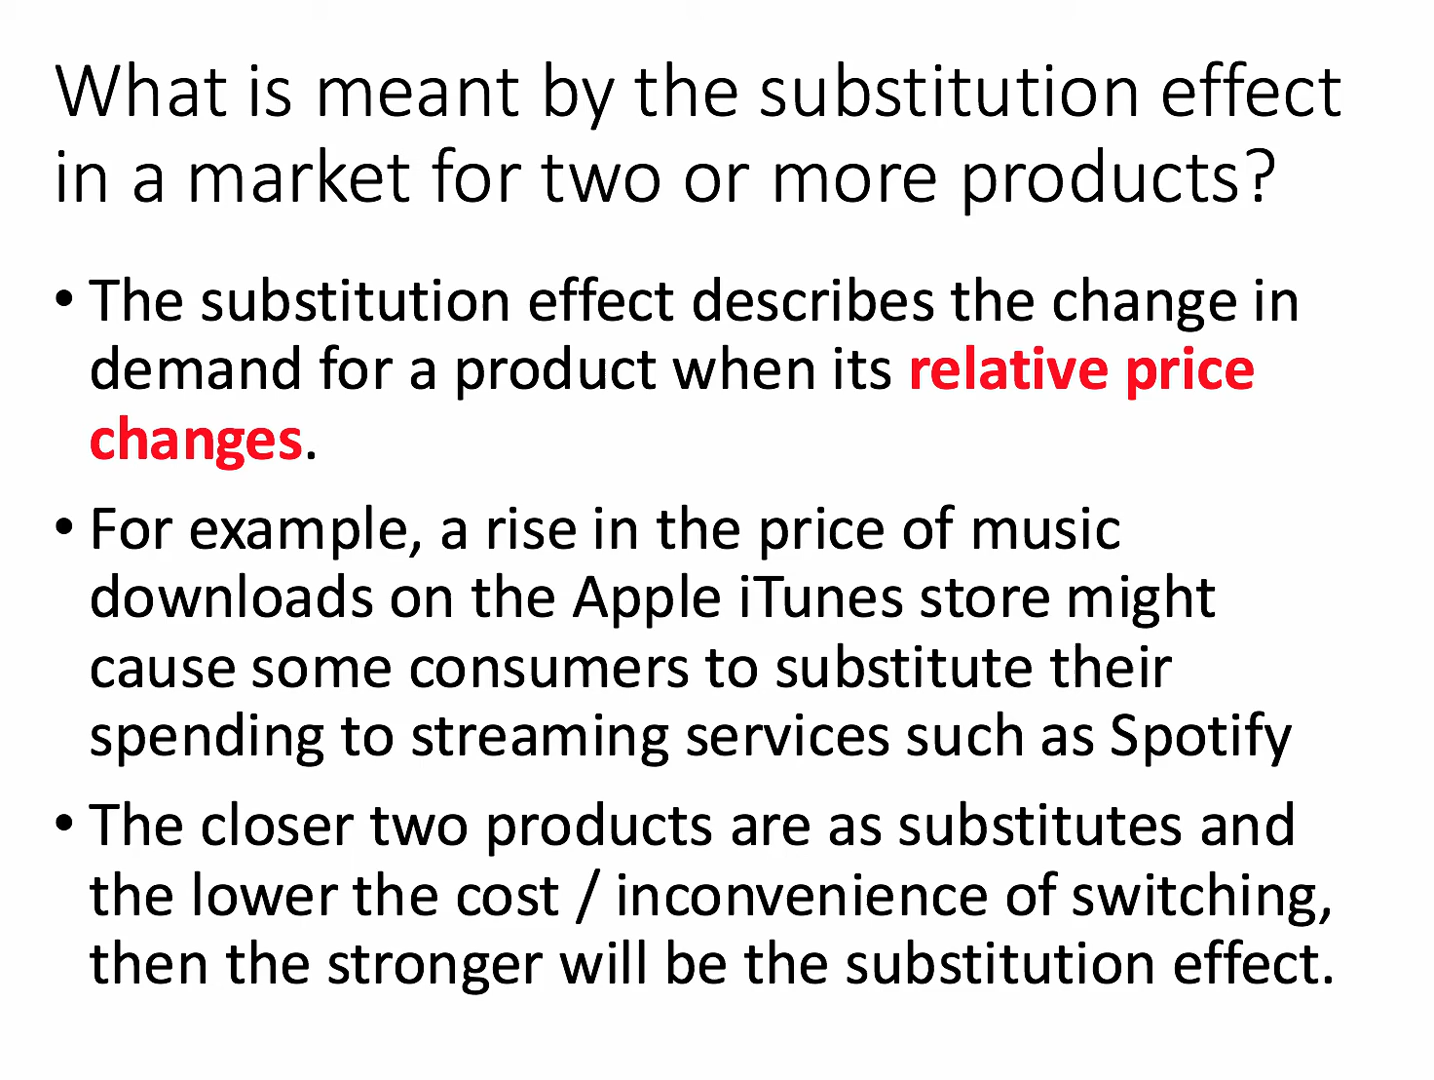 What is meant by the substitution effect
in a market for two or more products?
• The substitution effect describes the change in
demand for a product when its relative price
changes.
• For example, a rise in the price of music
downloads on the Apple iTunes store might
cause some consumers to substitute their
spending to streaming services such as Spotify
• The closer two products are as substitutes and
the lower the cost / inconvenience of switching,
then the stronger will be the substitution effect.